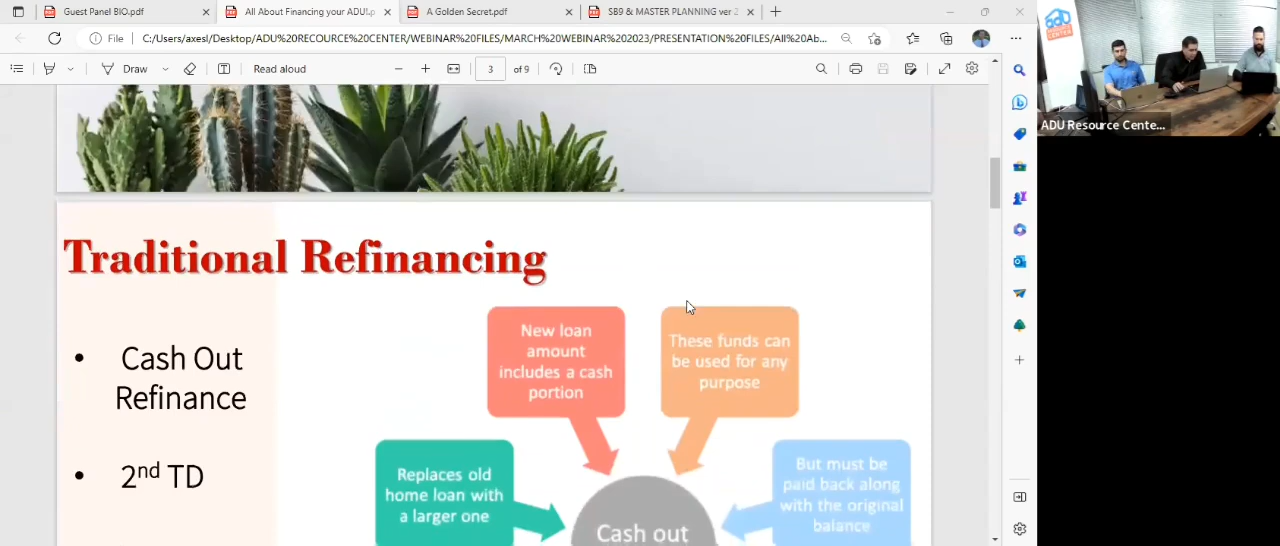 Guest Panel BIO.pdf
All About Financing your ADU!.p
A Golden Secret.pdf
SB9 & MASTER PLANNING ver 2
File
C:/Users/axesl/Desktop/ADU%20RECOURCE%20CENTER/WEBINAR%20FILES/MARCH%20WEBINAR%202023/PRESENTATION%20FILES/All%20Ab...
Draw
Read aloud
3
of 9
adu
CENTER
ADU Resource Cente...
Traditional Refinancing
• Cash Out
Refinance
• 2nd TD
New loan
amount
includes a cash
portion
These funds can
be used for any
purpose
Replaces old
home loan with
a larger one
But must be
paid back along
with the original
balance
Cash out